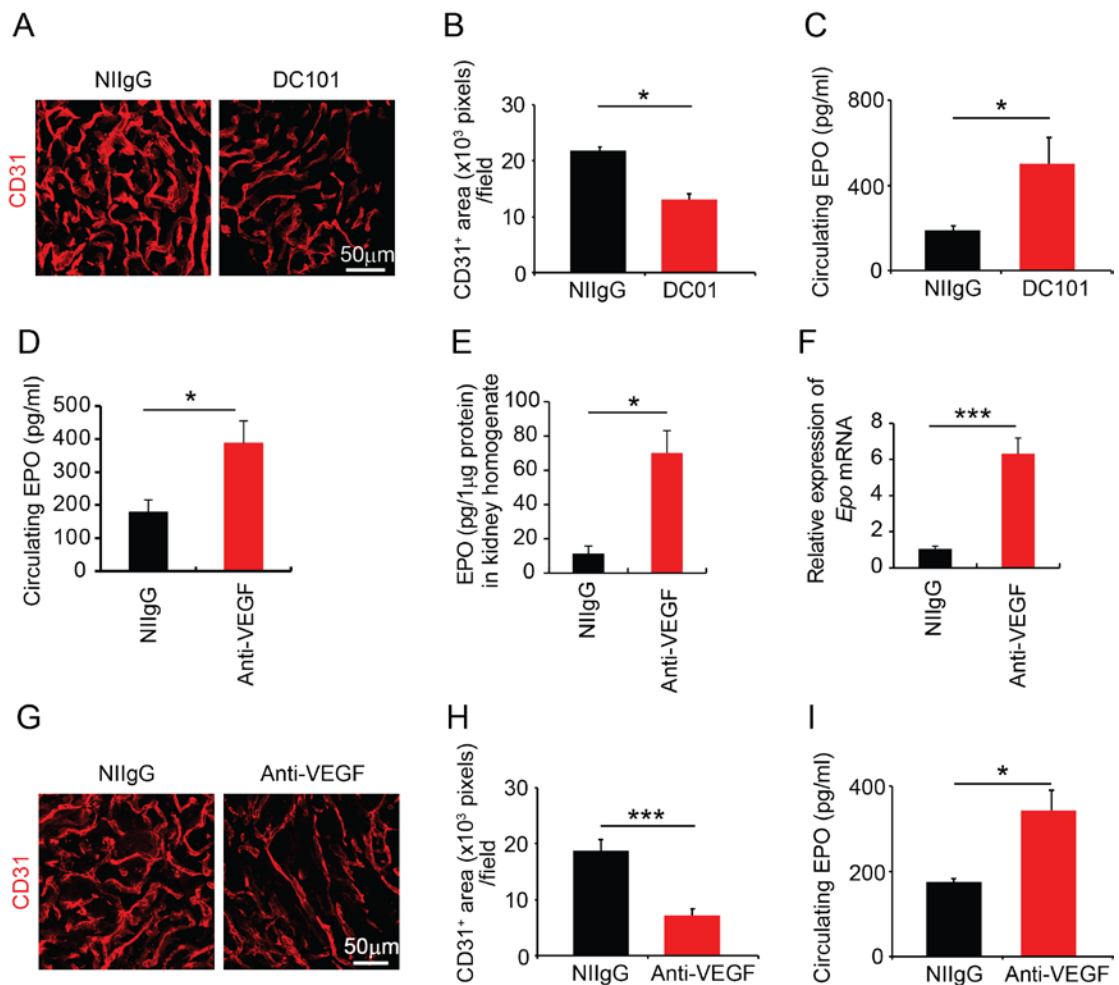 A
NIIgG
DC101
CD31
50μm
B
CD31⁺ area (x10³ pixels)
/field
30
20
10
0
*
NIIgG
DC01
C
Circulating EPO (pg/ml)
800
400
0
*
NIIgG
DC101
D
Circulating EPO (pg/ml)
500
400
300
200
100
0
*
NIIgG
Anti-VEGF
E
EPO (pg/1μg protein)
in kidney homogenate
100
80
60
40
20
0
*
NIIgG
Anti-VEGF
F
Relative expression of
Epo mRNA
8
6
4
2
0
***
NIIgG
Anti-VEGF
G
NIIgG
Anti-VEGF
CD31
50μm
H
CD31⁺ area (x10³ pixels)
/field
30
20
10
0
***
NIIgG
Anti-VEGF
I
Circulating EPO (pg/ml)
400
200
0
*
NIIgG
Anti-VEGF